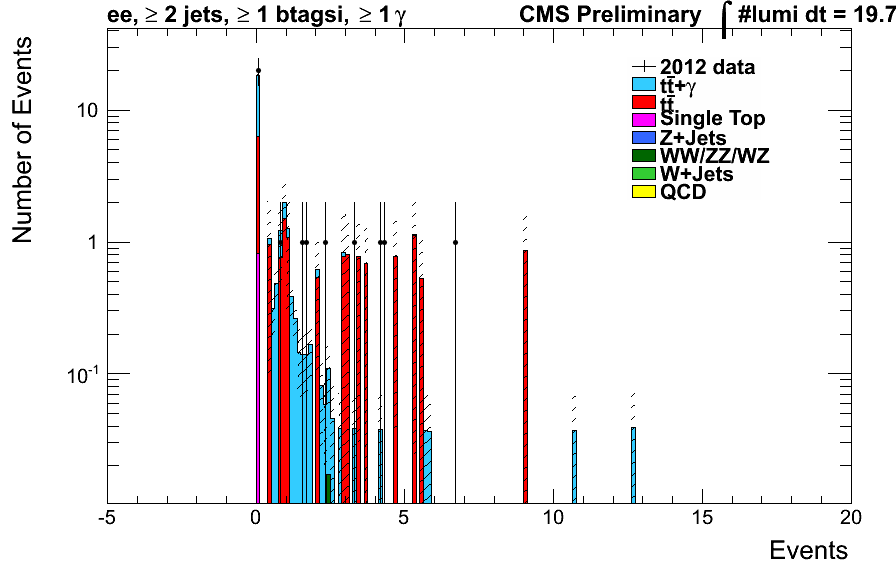 ee, ≥ 2 jets, ≥ 1 btagsi, ≥ 1 γ CMS Preliminary ∫ #lumi dt = 19.7
Number of Events
10
1
10⁻¹
2012 data
tt̄+γ
tt̄
Single Top
Z+Jets
WW/ZZ/WZ
W+Jets
QCD
-5 0 5 10 15 20
Events